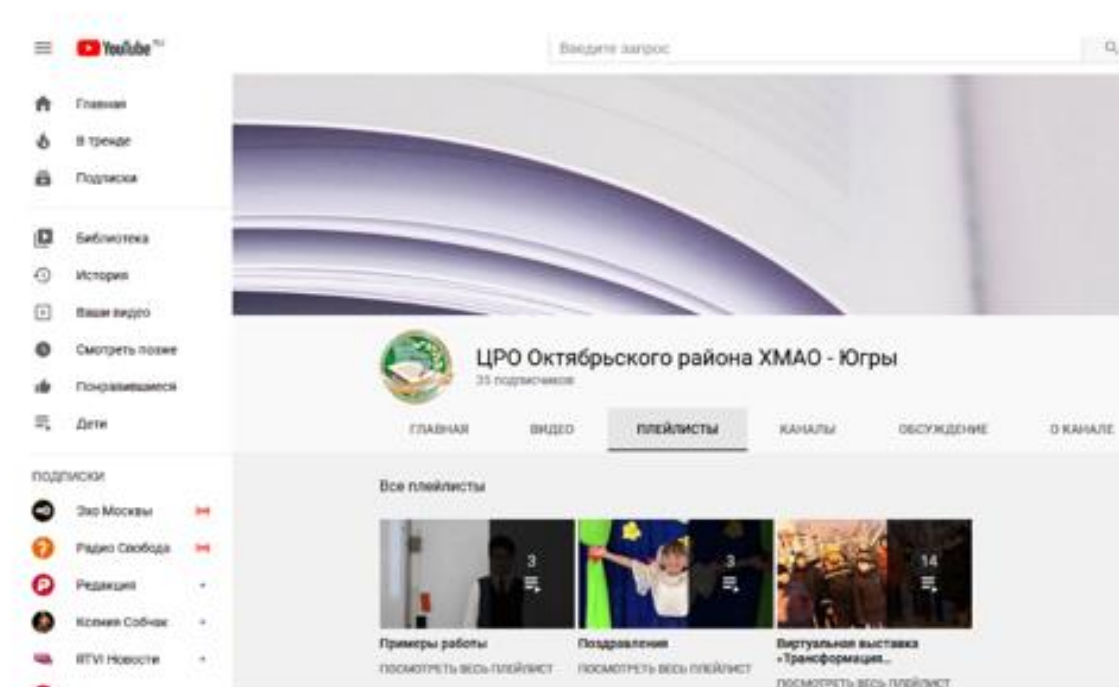 YouTube RU
Введите запрос
Главная
В тренде
Подписки
Библиотека
История
Ваши видео
Смотреть позже
Понравившиеся
Дети
ПОДПИСКИ
Эхо Москвы
Радио Свобода
Редакция
Ксения Собчак
RTVI Новости
ЦРО Октябрьского района ХМАО - Югры
35 подписчиков
ГЛАВНАЯ ВИДЕО ПЛЕЙЛИСТЫ КАНАЛЫ ОБСУЖДЕНИЕ О КАНАЛЕ
Все плейлисты
3 3 14
Примеры работы
ПОСМОТРЕТЬ ВЕСЬ ПЛЕЙЛИСТ
Поздравления
ПОСМОТРЕТЬ ВЕСЬ ПЛЕЙЛИСТ
Виртуальная выставка
«Трансформация...
ПОСМОТРЕТЬ ВЕСЬ ПЛЕЙЛИСТ